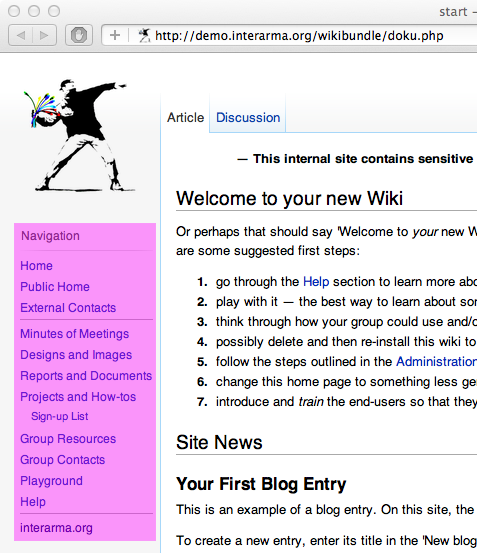 start -
http://demo.interarma.org/wikibundle/doku.php
Article Discussion
— This internal site contains sensitive
Welcome to your new Wiki
Or perhaps that should say 'Welcome to your new W
are some suggested first steps:
1. go through the Help section to learn more abo
2. play with it — the best way to learn about so
3. think through how your group could use and/o
4. possibly delete and then re-install this wiki to
5. follow the steps outlined in the Administration
6. change this home page to something less ge
7. introduce and train the end-users so that they
Site News
Your First Blog Entry
This is an example of a blog entry. On this site, the
To create a new entry, enter its title in the 'New blog
Navigation
Home
Public Home
External Contacts
Minutes of Meetings
Designs and Images
Reports and Documents
Projects and How-tos
Sign-up List
Group Resources
Group Contacts
Playground
Help
interarma.org